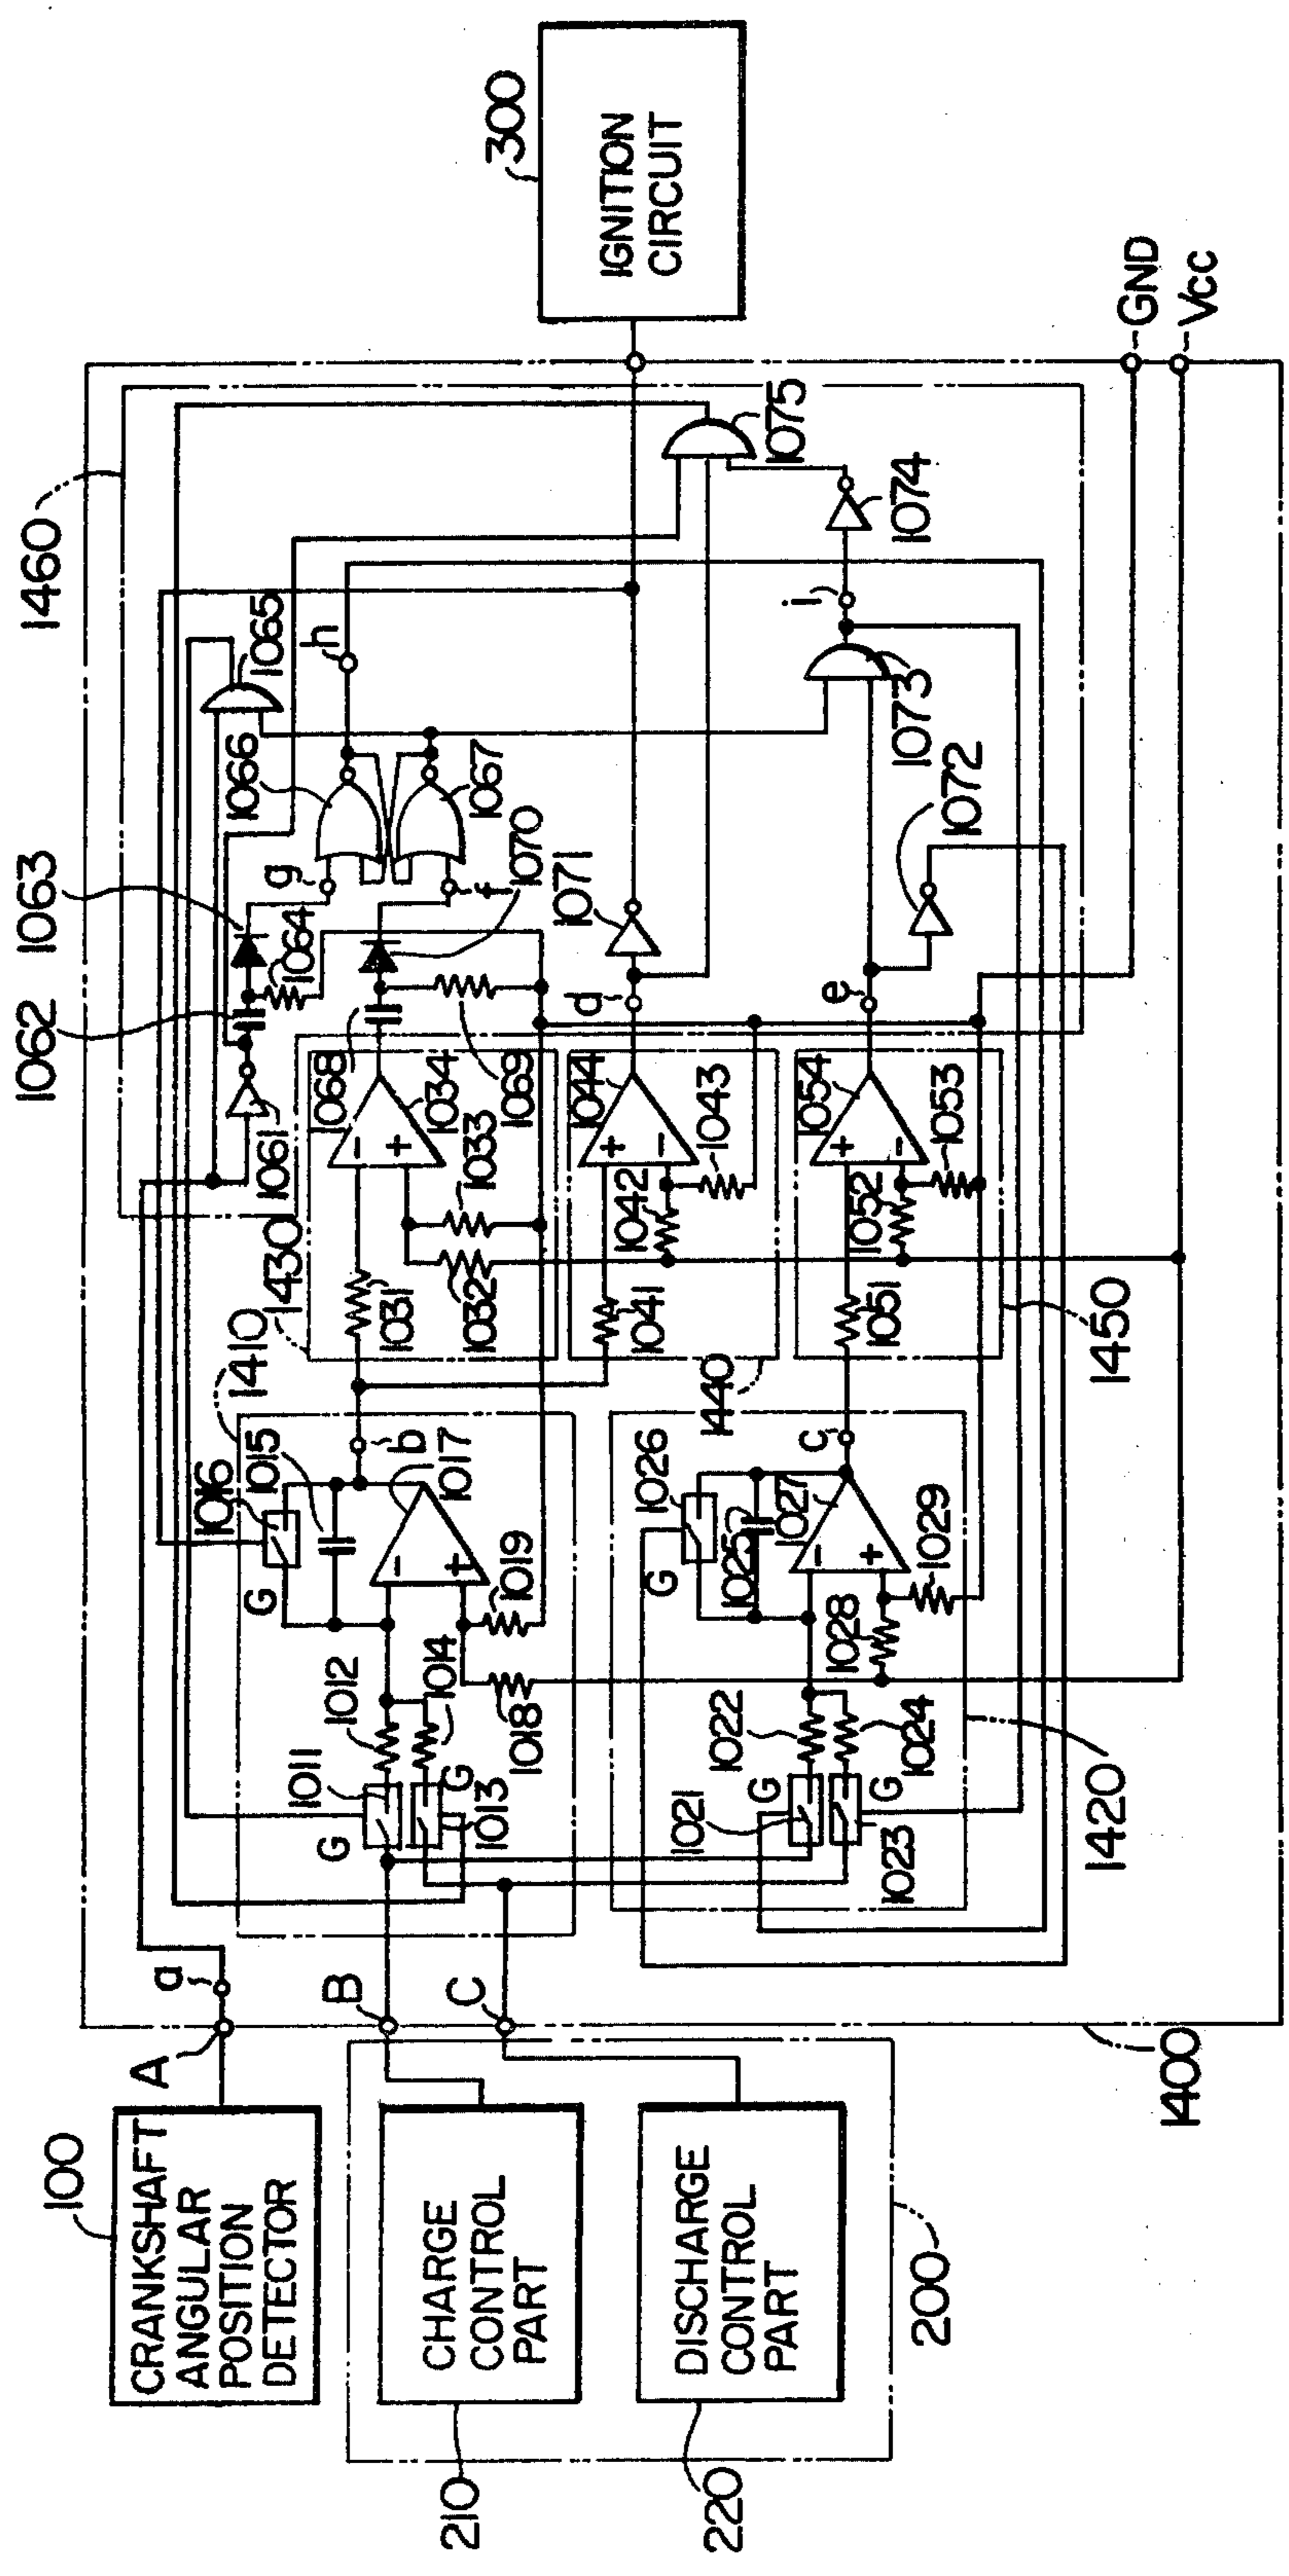 100
CRANKSHAFT
ANGULAR
POSITION
DETECTOR
210
CHARGE
CONTROL
PART
220
DISCHARGE
CONTROL
PART
200
A
a
B
C
1400
1410
1016
1015
G
b
1017
1011
1012
G
G
1013
1014
1018
1019
1420
1026
G
1025
1027
c
1021
1022
G
G
1023
1024
1028
1029
1430
1031
1032
1033
1034
1440
1041
1042
1043
1044
1450
1051
1052
1053
1054
1460
1061
1062
1063
1064
1065
1066
1067
1068
1069
1070
1071
1072
1073
1074
1075
d
e
f
g
h
i
−
+
−
+
−
+
+
−
+
−
GND
Vcc
300
IGNITION
CIRCUIT